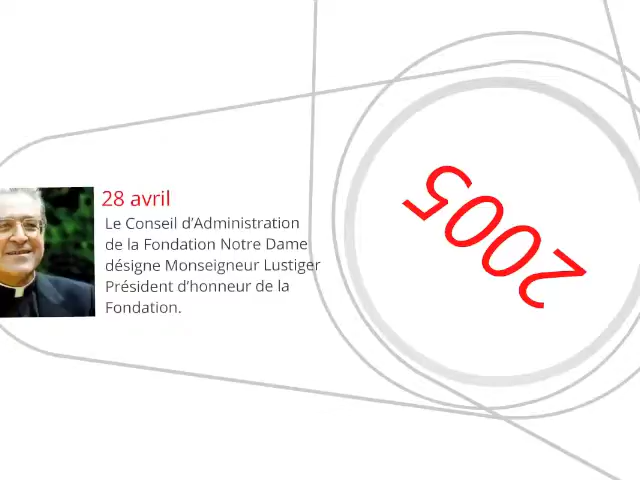 28 avril
Le Conseil d’Administration
de la Fondation Notre Dame
désigne Monseigneur Lustiger
Président d’honneur de la
Fondation.
2005